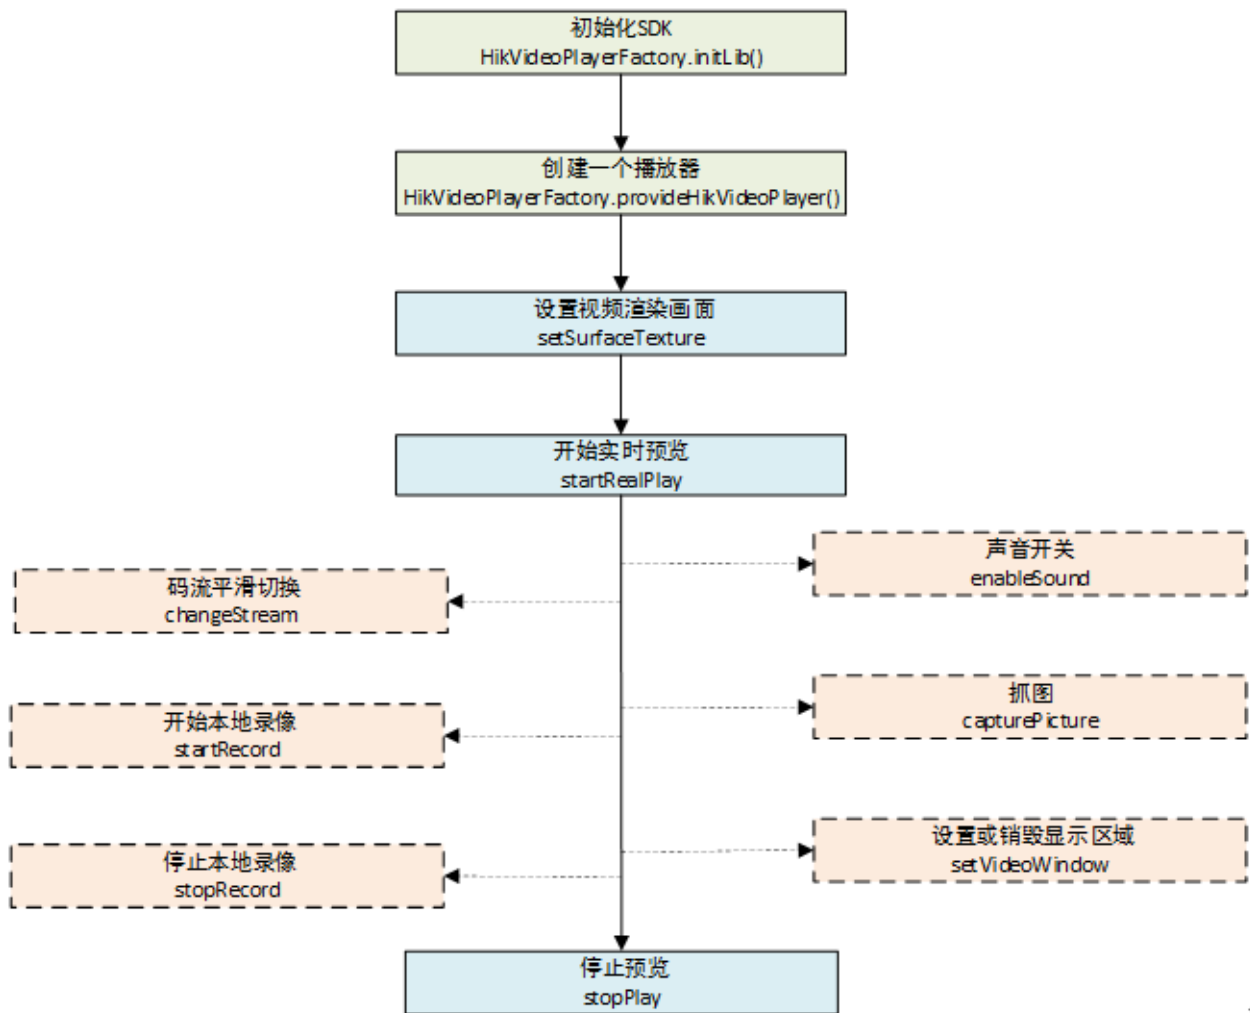 初始化SDK
HikVideoPlayerFactory.initLib()
创建一个播放器
HikVideoPlayerFactory.provideHikVideoPlayer()
设置视频渲染画面
setSurfaceTexture
开始实时预览
startRealPlay
声音开关
enableSound
码流平滑切换
changeStream
抓图
capturePicture
开始本地录像
startRecord
设置或销毁显示区域
setVideoWindow
停止本地录像
stopRecord
停止预览
stopPlay